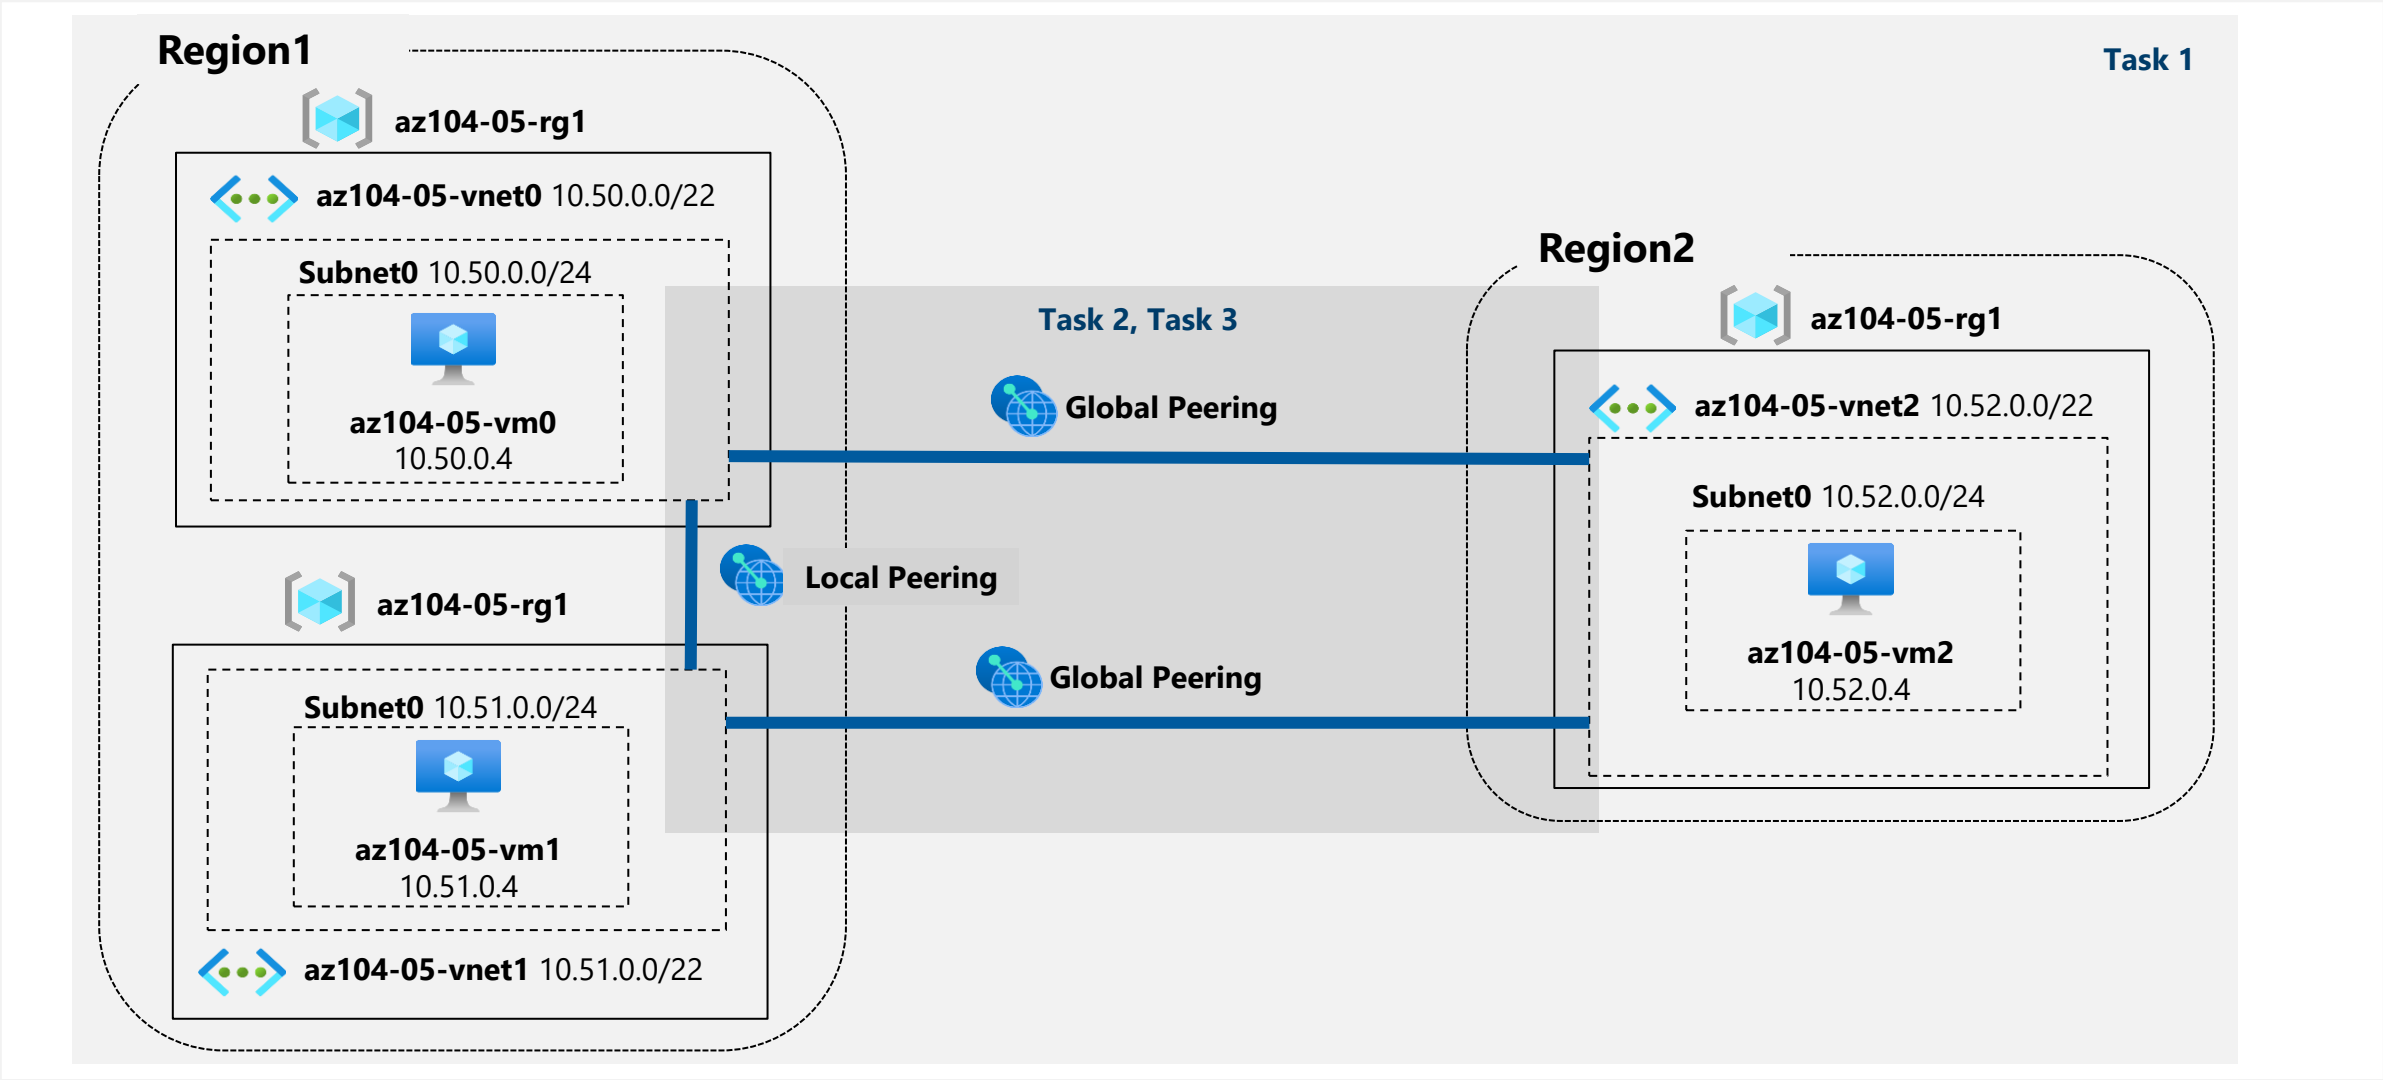 Region1
Task 1
az104-05-rg1
az104-05-vnet0 10.50.0.0/22
Subnet0 10.50.0.0/24
az104-05-vm0
10.50.0.4
Task 2, Task 3
Global Peering
Local Peering
Global Peering
az104-05-rg1
Subnet0 10.51.0.0/24
az104-05-vm1
10.51.0.4
az104-05-vnet1 10.51.0.0/22
Region2
az104-05-rg1
az104-05-vnet2 10.52.0.0/22
Subnet0 10.52.0.0/24
az104-05-vm2
10.52.0.4